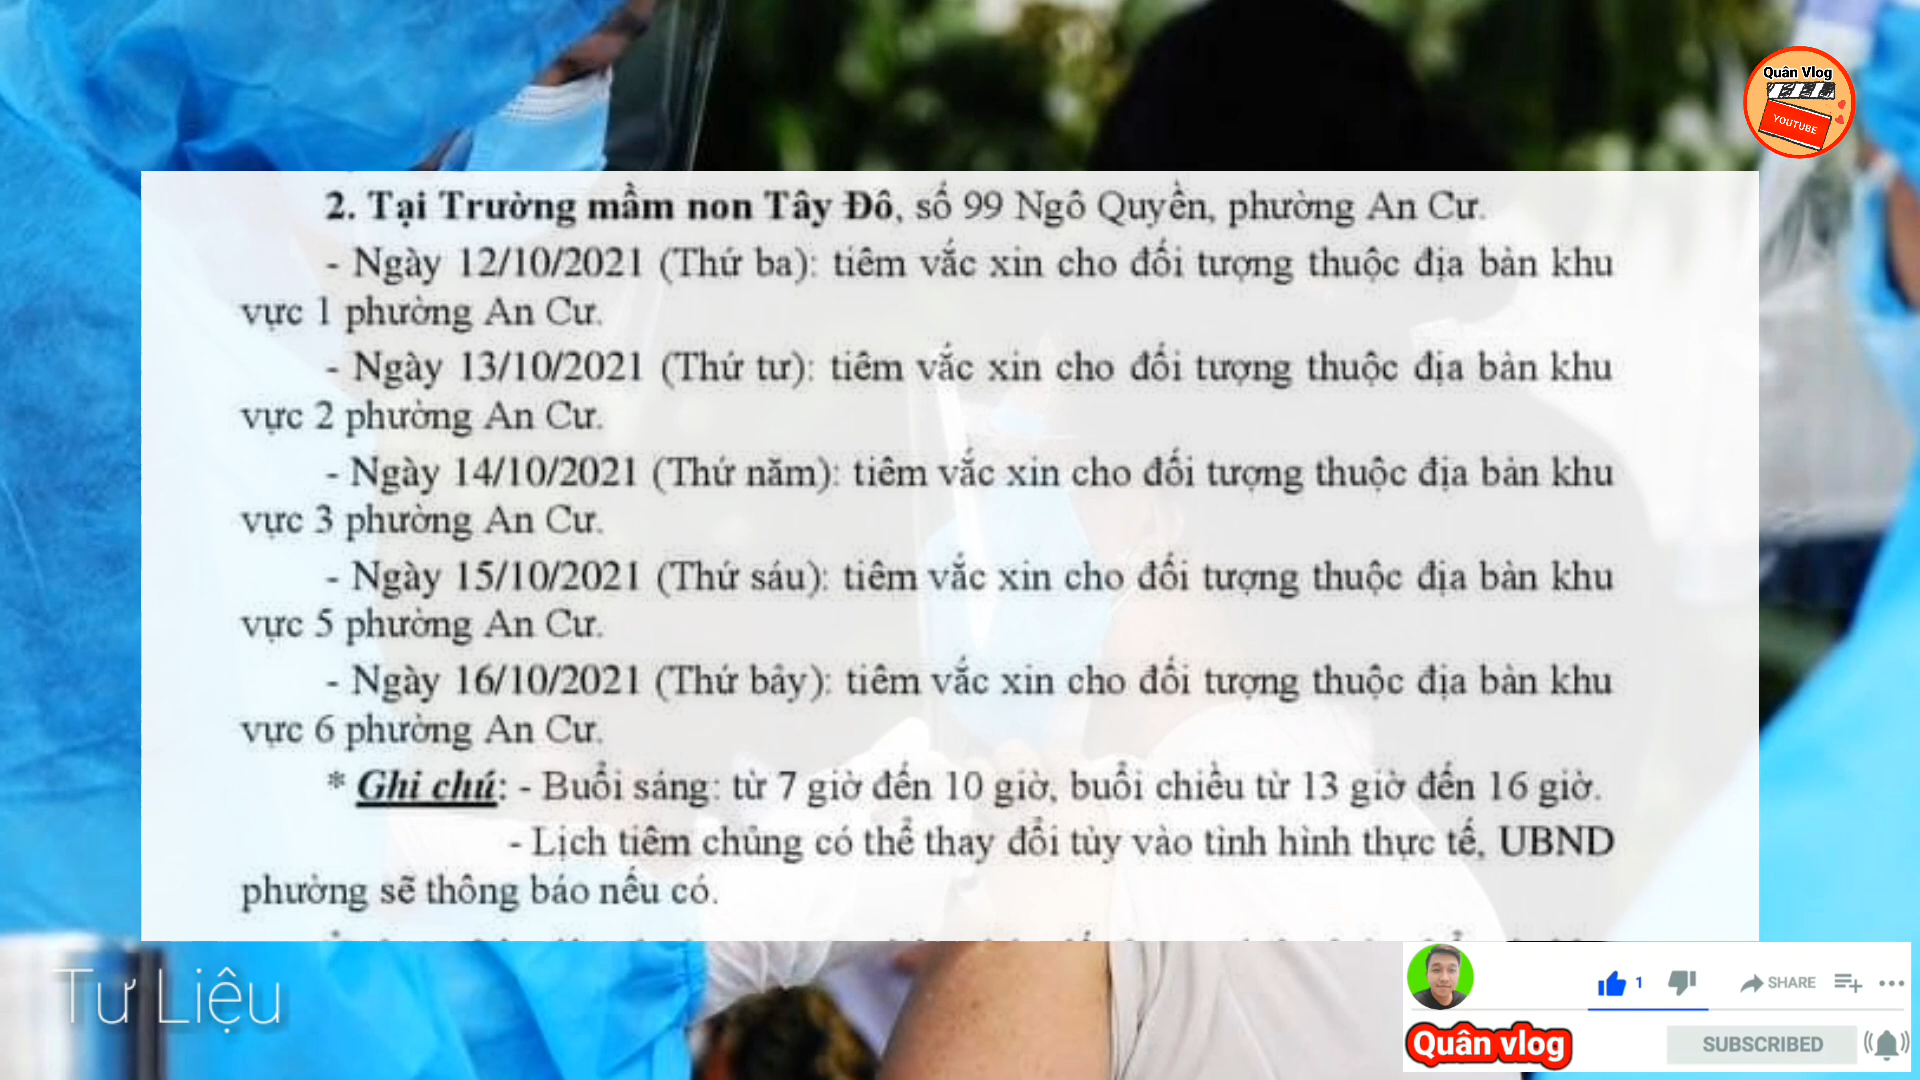 Quân Vlog
YOUTUBE
2. Tại Trường mầm non Tây Đô, số 99 Ngô Quyền, phường An Cư.
- Ngày 12/10/2021 (Thứ ba): tiêm vắc xin cho đối tượng thuộc địa bàn khu
vực 1 phường An Cư.
- Ngày 13/10/2021 (Thứ tư): tiêm vắc xin cho đối tượng thuộc địa bàn khu
vực 2 phường An Cư.
- Ngày 14/10/2021 (Thứ năm): tiêm vắc xin cho đối tượng thuộc địa bàn khu
vực 3 phường An Cư.
- Ngày 15/10/2021 (Thứ sáu): tiêm vắc xin cho đối tượng thuộc địa bàn khu
vực 5 phường An Cư.
- Ngày 16/10/2021 (Thứ bảy): tiêm vắc xin cho đối tượng thuộc địa bàn khu
vực 6 phường An Cư.
* Ghi chú: - Buổi sáng: từ 7 giờ đến 10 giờ, buổi chiều từ 13 giờ đến 16 giờ.
- Lịch tiêm chủng có thể thay đổi tùy vào tình hình thực tế, UBND
phường sẽ thông báo nếu có.
Tư Liệu
1 SHARE
Quân vlog
SUBSCRIBED